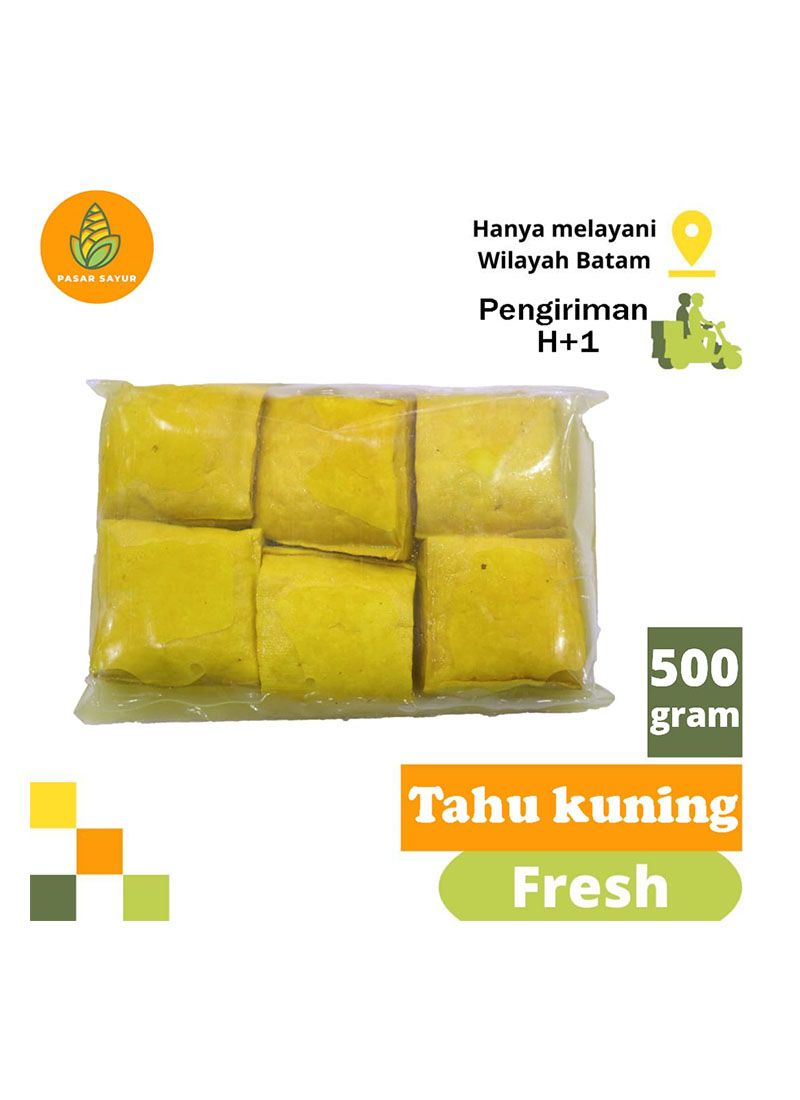 PASAR SAYUR
Hanya melayani
Wilayah Batam
Pengiriman
H+1
500
gram
Tahu kuning
Fresh